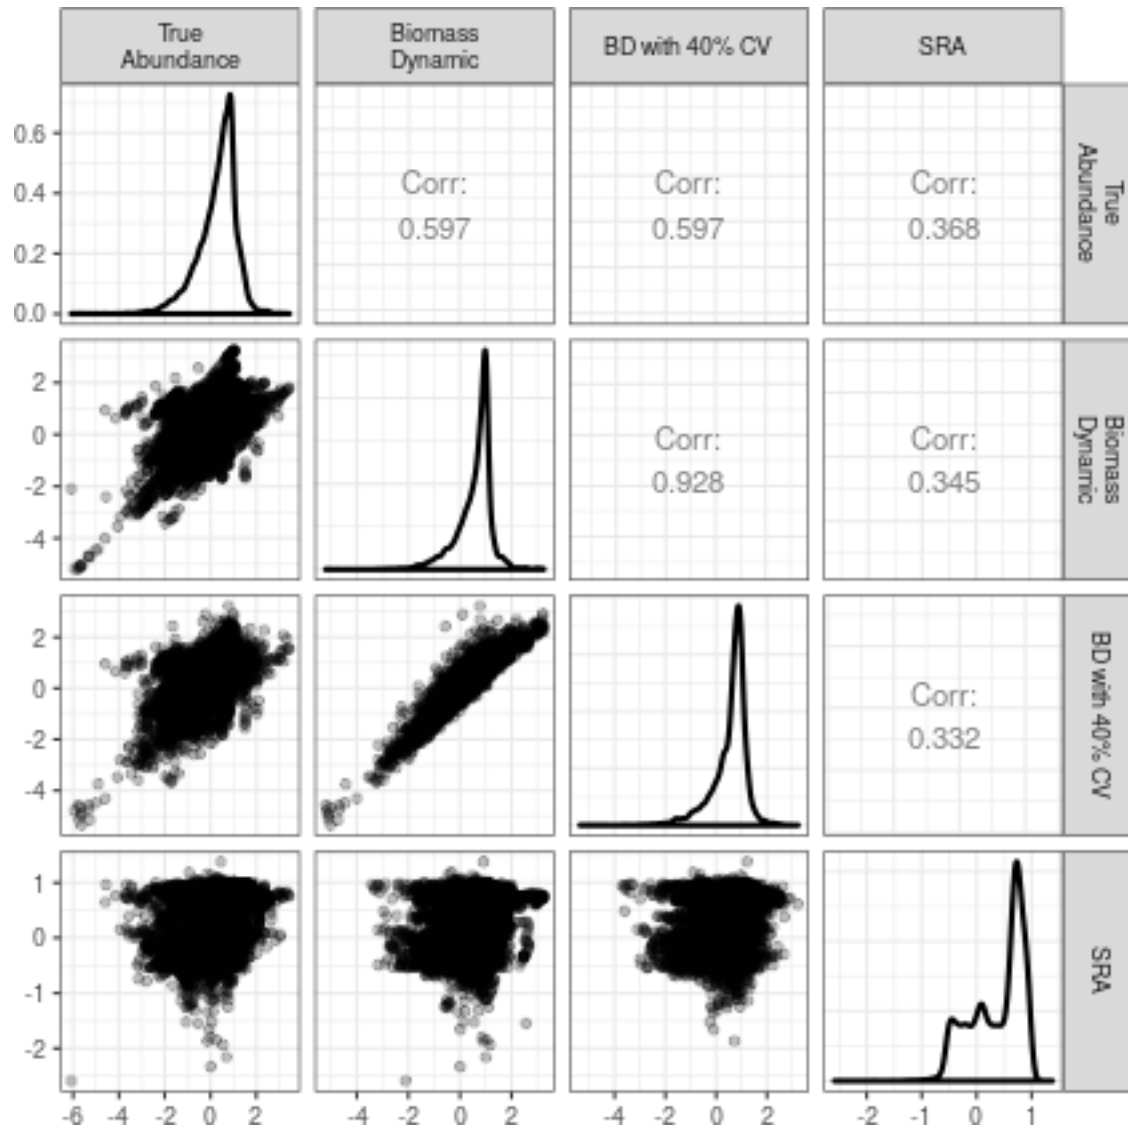 True
Abundance
Biomass
Dynamic
BD with 40% CV
SRA
0.6
0.4
0.2
0.0
Corr:
0.597
Corr:
0.597
Corr:
0.368
True
Abundance
2
0
-2
-4
Corr:
0.928
Corr:
0.345
Biomass
Dynamic
2
0
-2
-4
Corr:
0.332
BD with 40% CV
1
0
-1
-2
SRA
-6 -4 -2 0 2
-4 -2 0 2
-4 -2 0 2
-2 -1 0 1